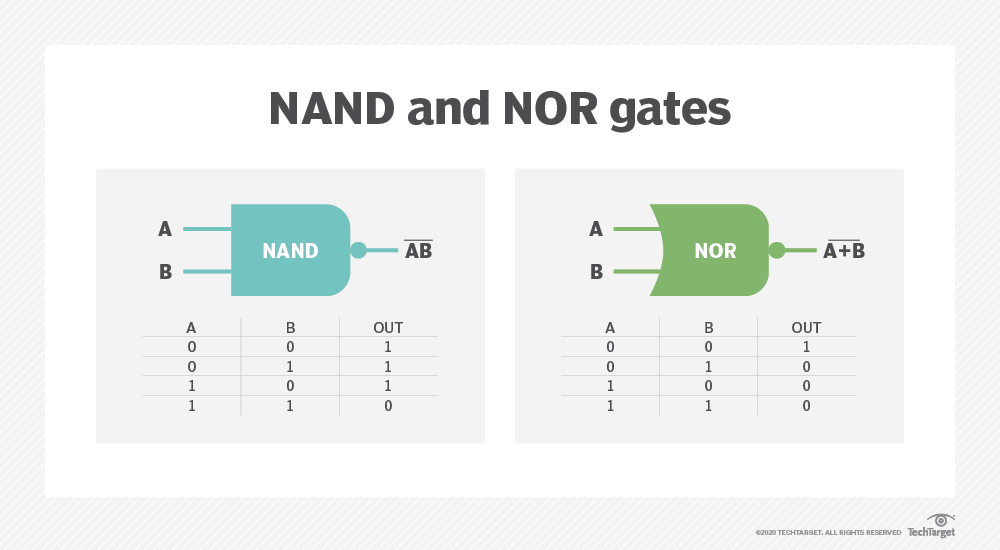 NAND and NOR gates
A
B
NAND
A̅B̅
A B OUT
0 0 1
0 1 1
1 0 1
1 1 0
A
B
NOR
A̅+̅B̅
A B OUT
0 0 1
0 1 0
1 0 0
1 1 0
©2020 TECHTARGET. ALL RIGHTS RESERVED TechTarget